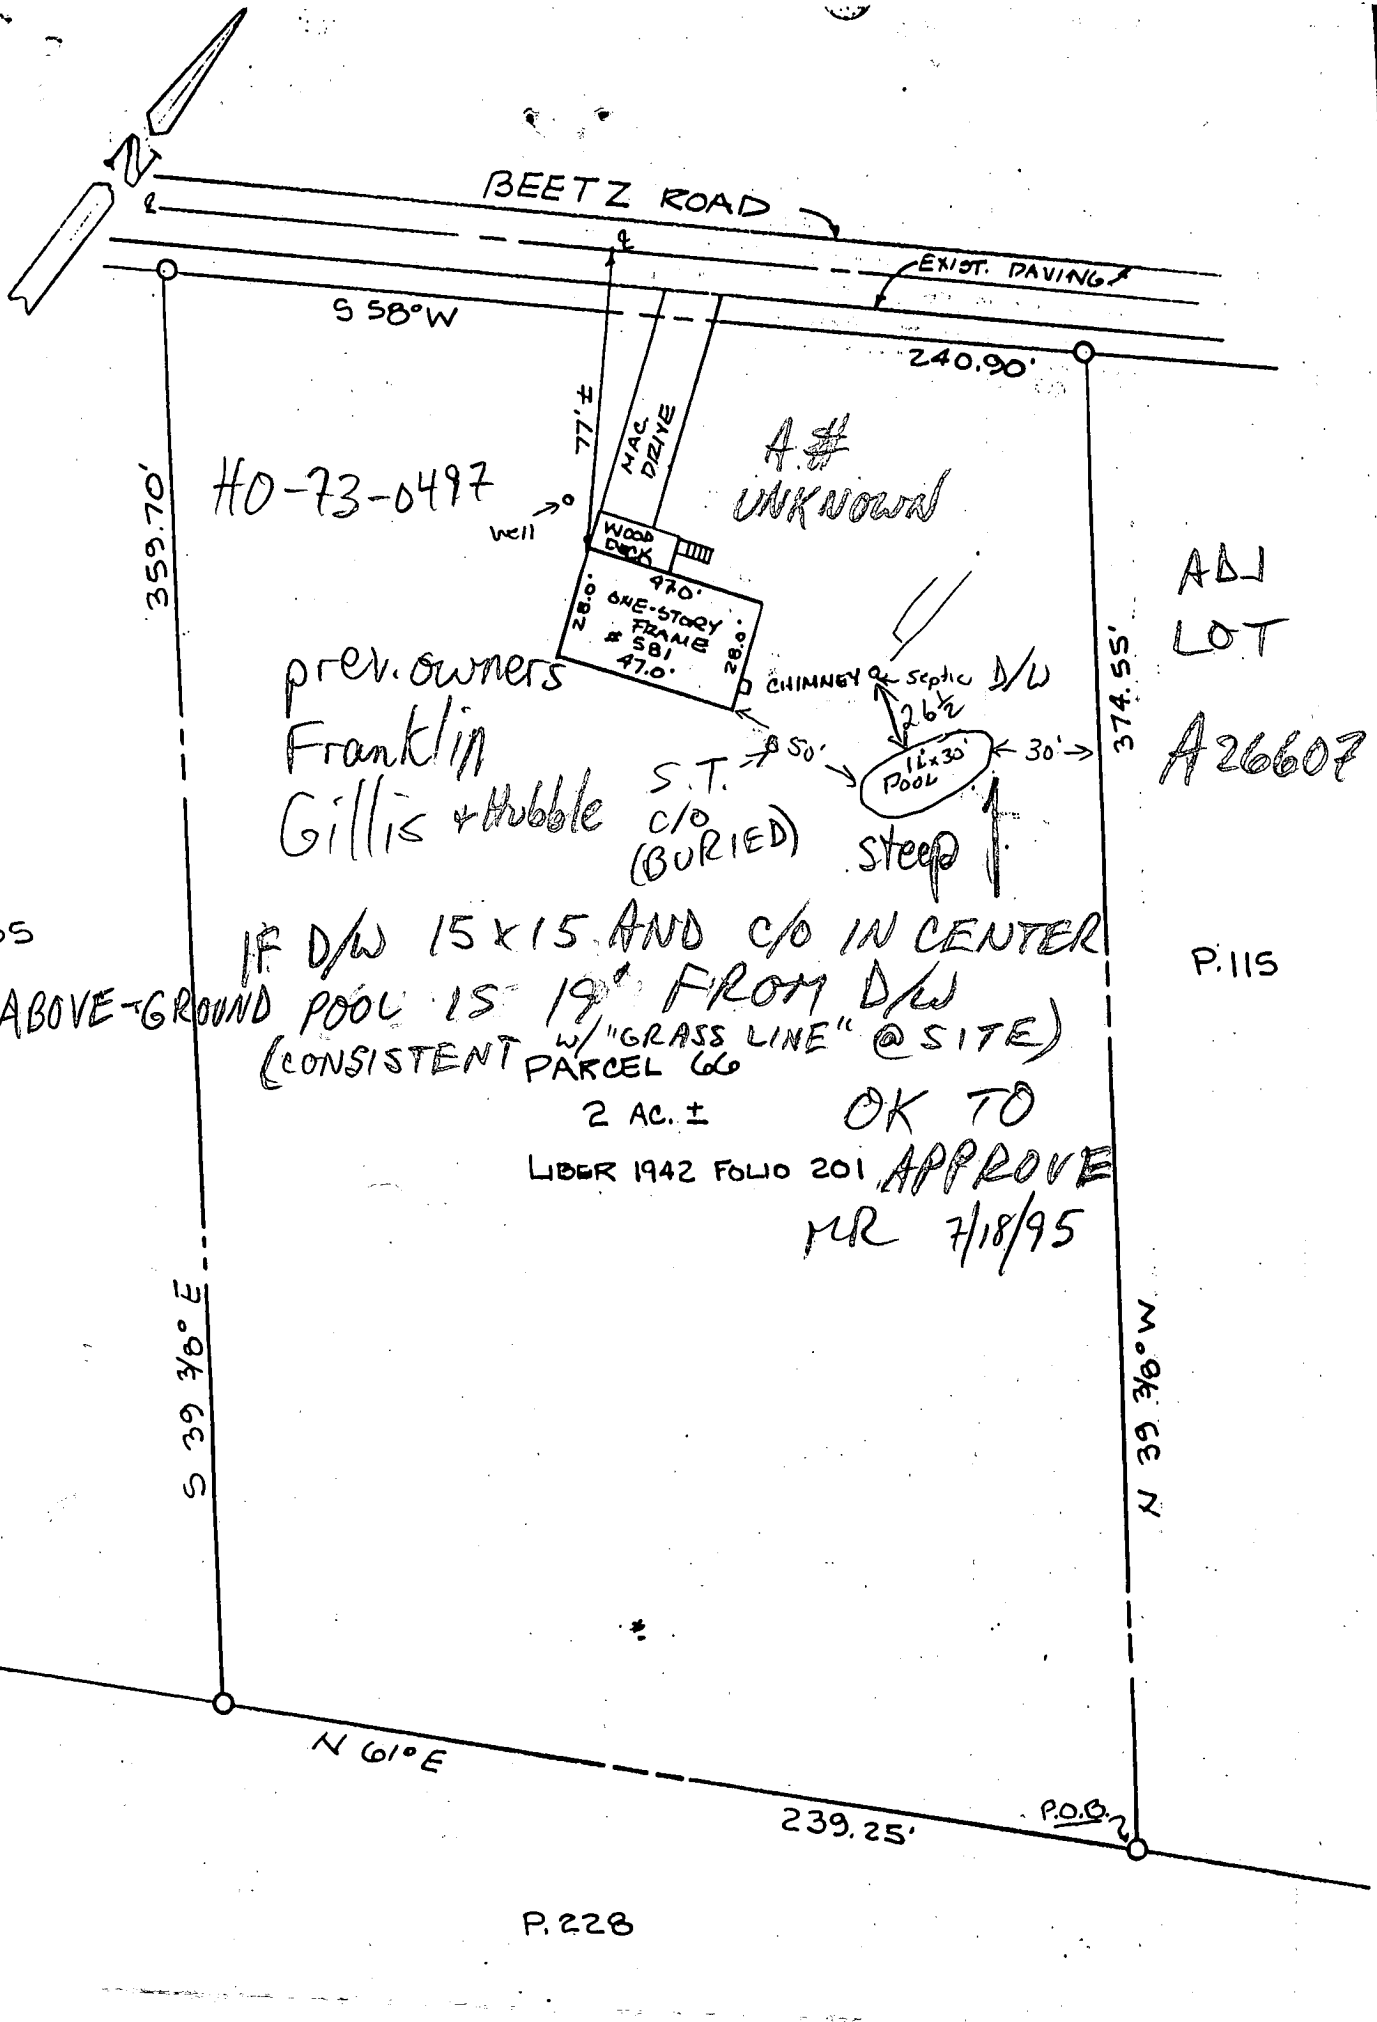 N
BEETZ ROAD
℄
℄
EXIST. PAVING
S 58° W
240.90'
77' ±
MAC.
DRIVE
A.#
UNKNOWN
HO-73-0497
well
359.70'
WOOD
DECK
47.0'
28.0'
ONE-STORY
FRAME
# 581
47.0'
28.0'
ADJ
LOT
A26607
374.55'
prev. owners
Franklin
Gillis + Hubble
CHIMNEY
septic D/W
26½
50'
30'
POOL
S.T.
c/o
(BURIED)
steep
IF D/W 15 x 15 AND c/o IN CENTER
ABOVE-GROUND POOL IS 19' FROM D/W
(CONSISTENT W/ "GRASS LINE" @ SITE)
P.115
PARCEL 66
2 AC. ±
LIBER 1942 FOLIO 201
OK TO
APPROVE
MR 7/18/95
S 39 3/8° E
N 39 3/8° W
N 61° E
239.25'
P.O.B.
P. 228